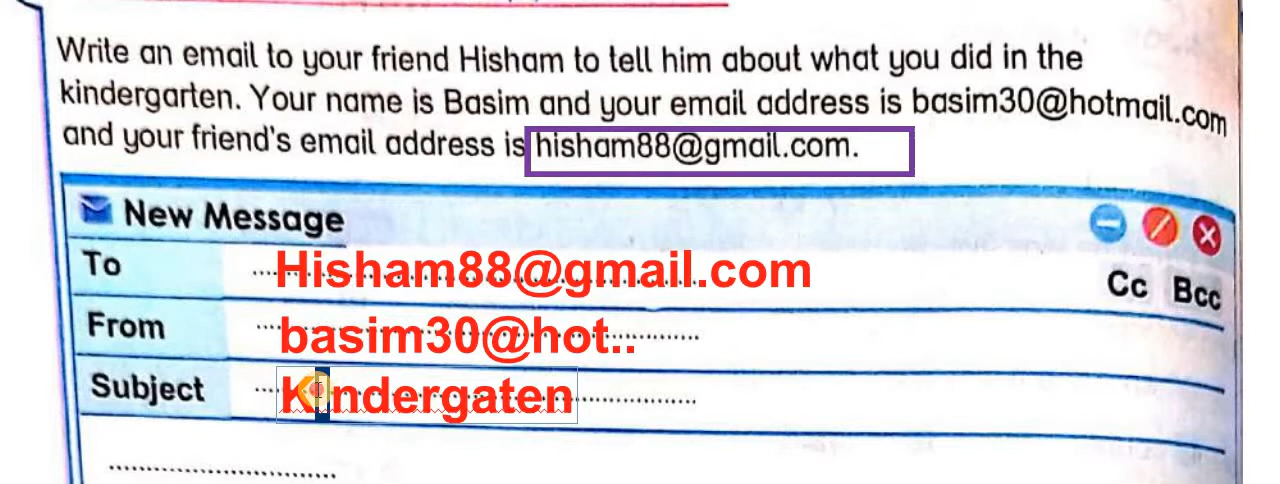 Write an email to your friend Hisham to tell him about what you did in the
kindergarten. Your name is Basim and your email address is basim30@hotmail.com
and your friend's email address is hisham88@gmail.com.
New Message
To Hisham88@gmail.com
Cc Bcc
From basim30@hot..
Subject Kindergaten